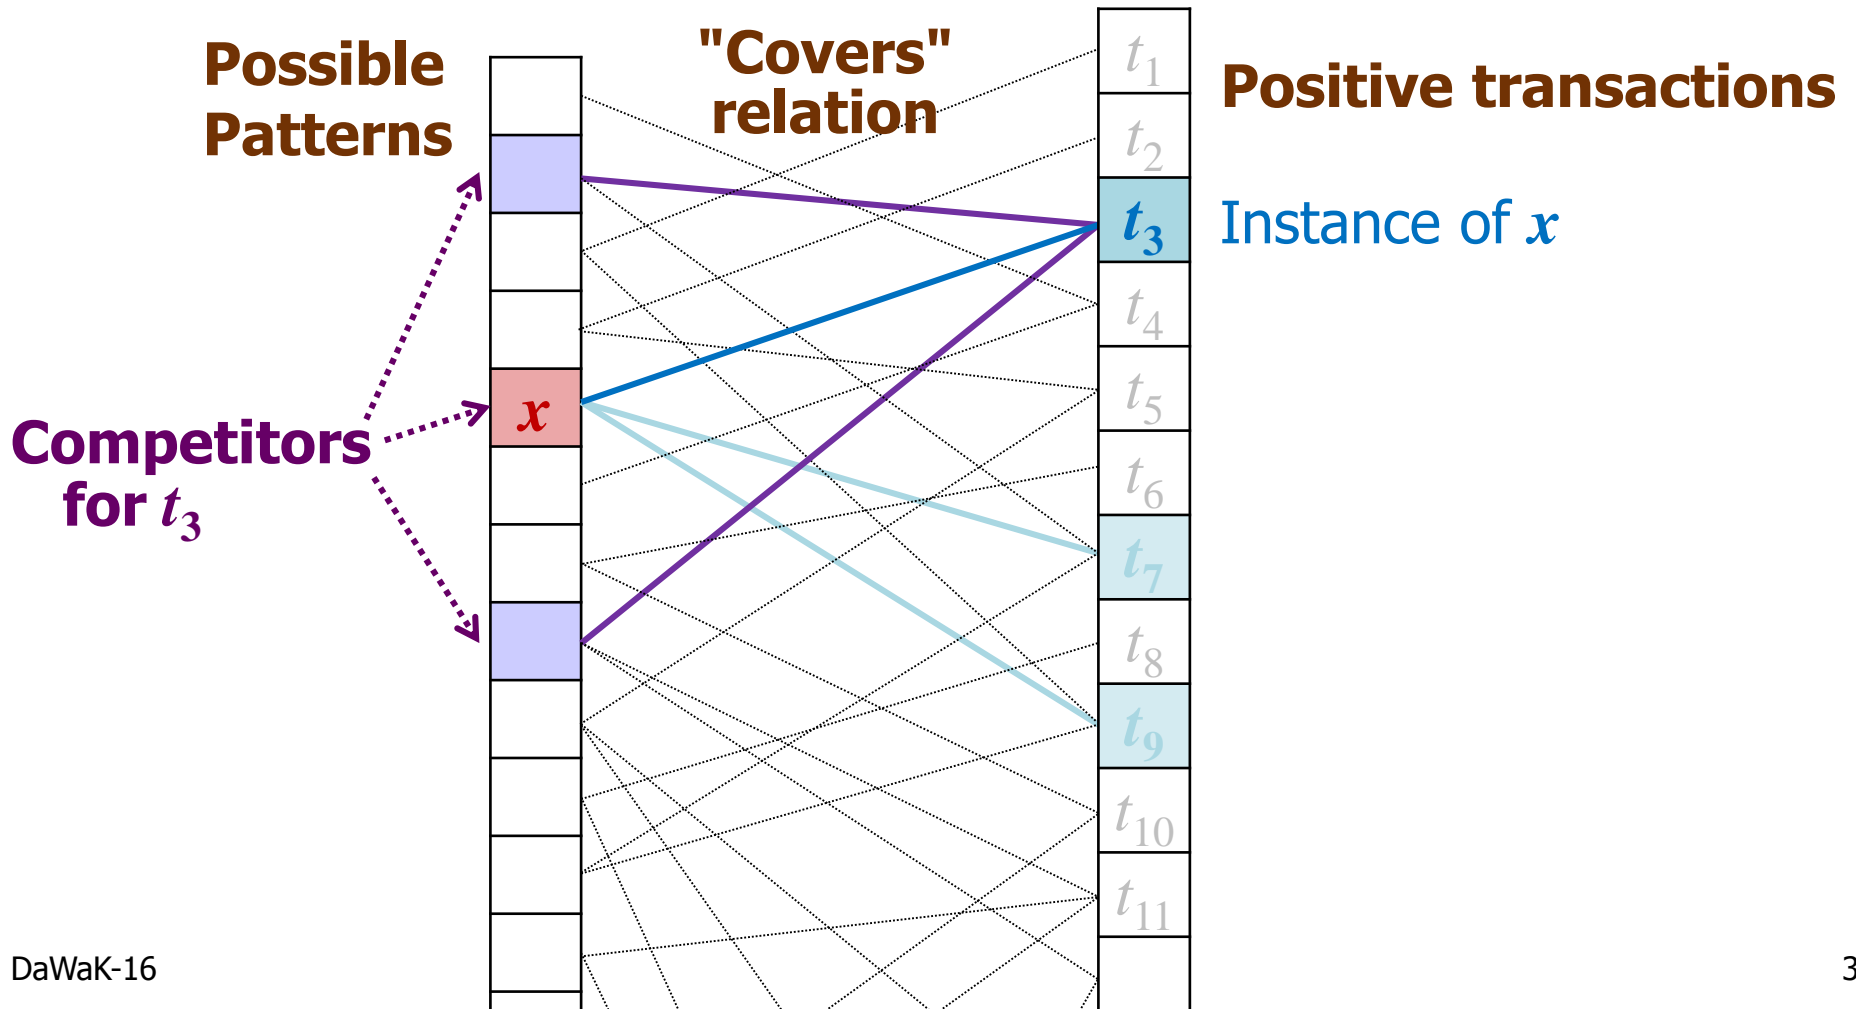 Possible
Patterns
"Covers"
relation
Positive transactions
Instance of x
Competitors
for t3
x
t1
t2
t3
t4
t5
t6
t7
t8
t9
t10
t11
DaWaK-16
3